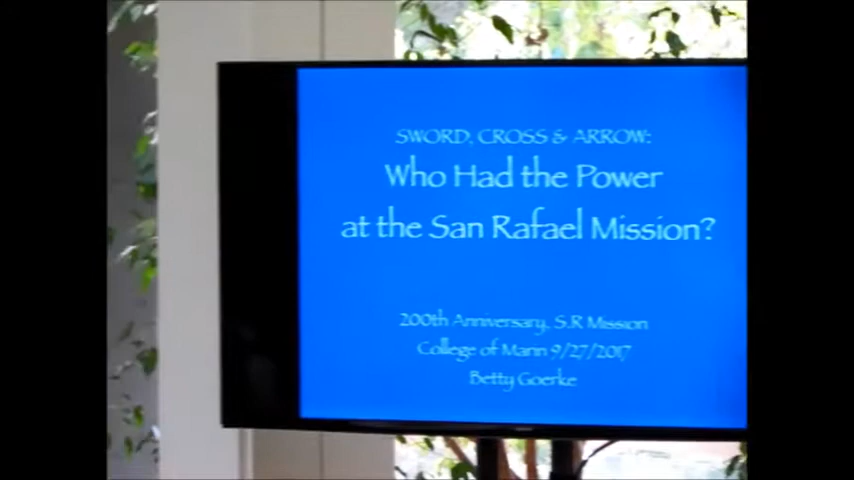 SWORD, CROSS & ARROW:
Who Had the Power
at the San Rafael Mission?
200th Anniversary, S.R Mission
College of Marin 9/27/2017
Betty Goerke